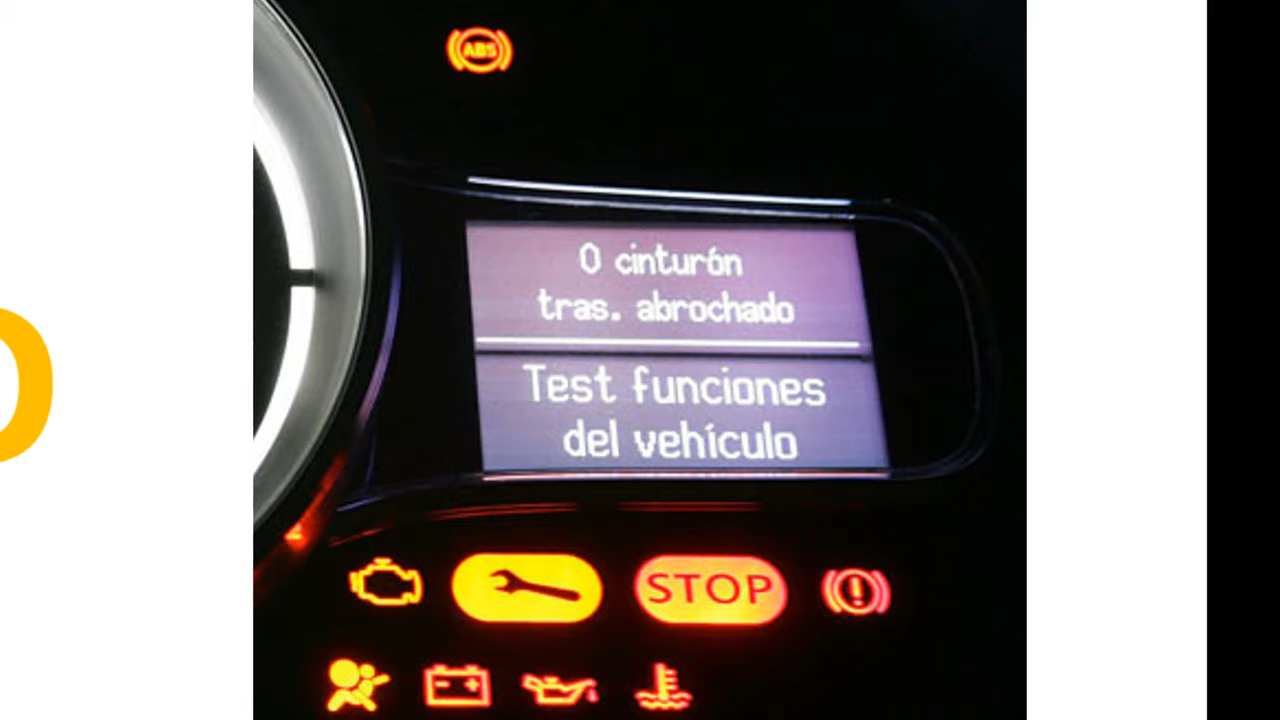 ABS
0 cinturón
tras. abrochado
Test funciones
del vehículo
STOP